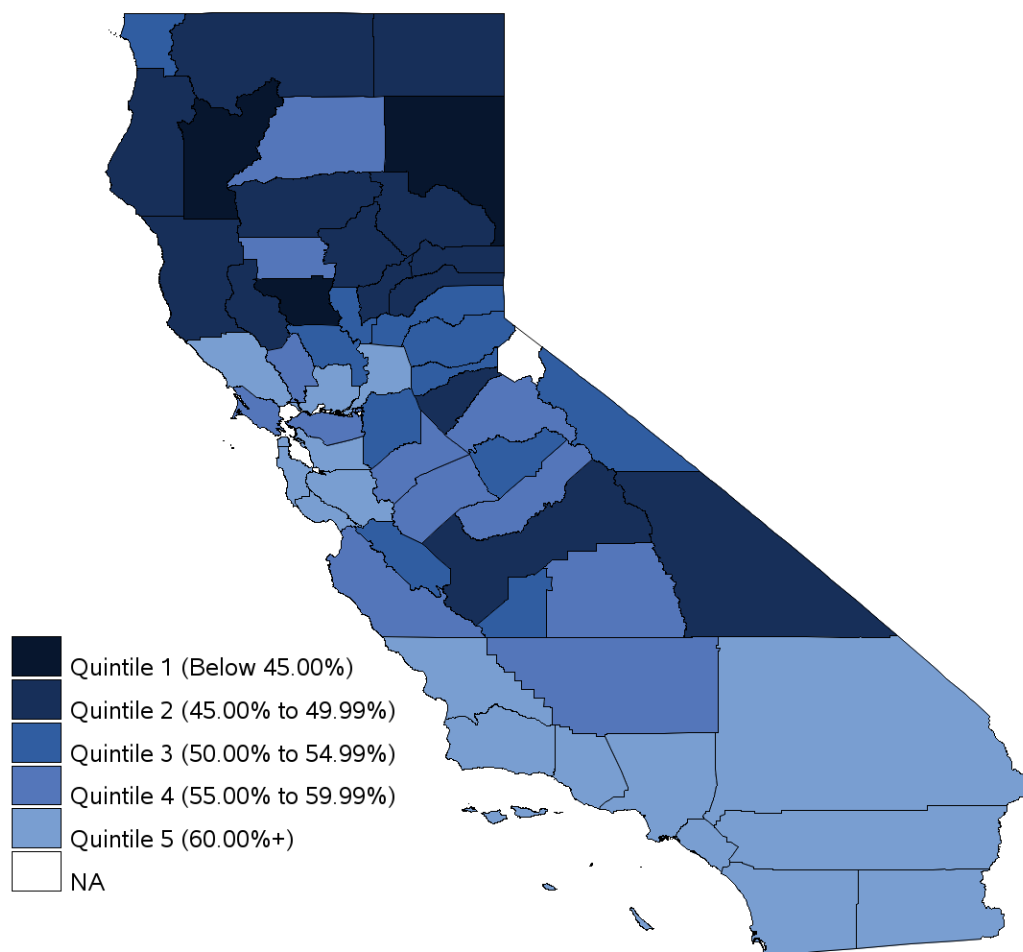 Quintile 1 (Below 45.00%)
Quintile 2 (45.00% to 49.99%)
Quintile 3 (50.00% to 54.99%)
Quintile 4 (55.00% to 59.99%)
Quintile 5 (60.00%+)
NA